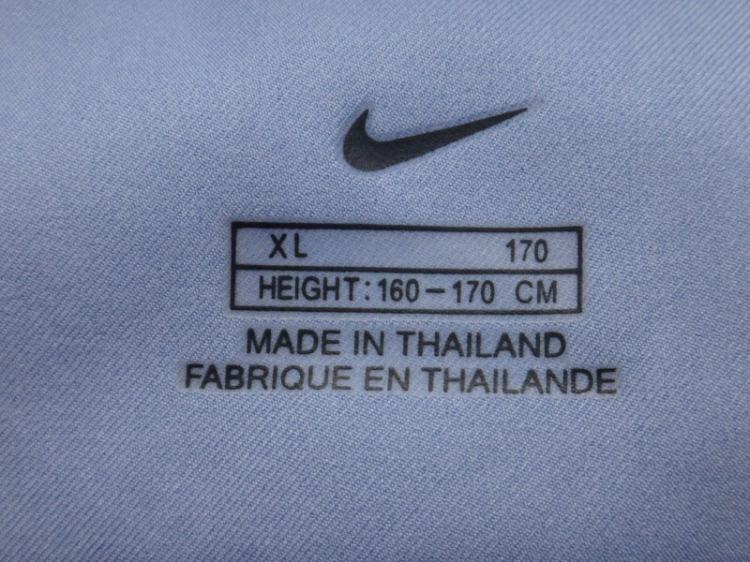 XL 170
HEIGHT: 160-170 CM
MADE IN THAILAND
FABRIQUE EN THAILANDE